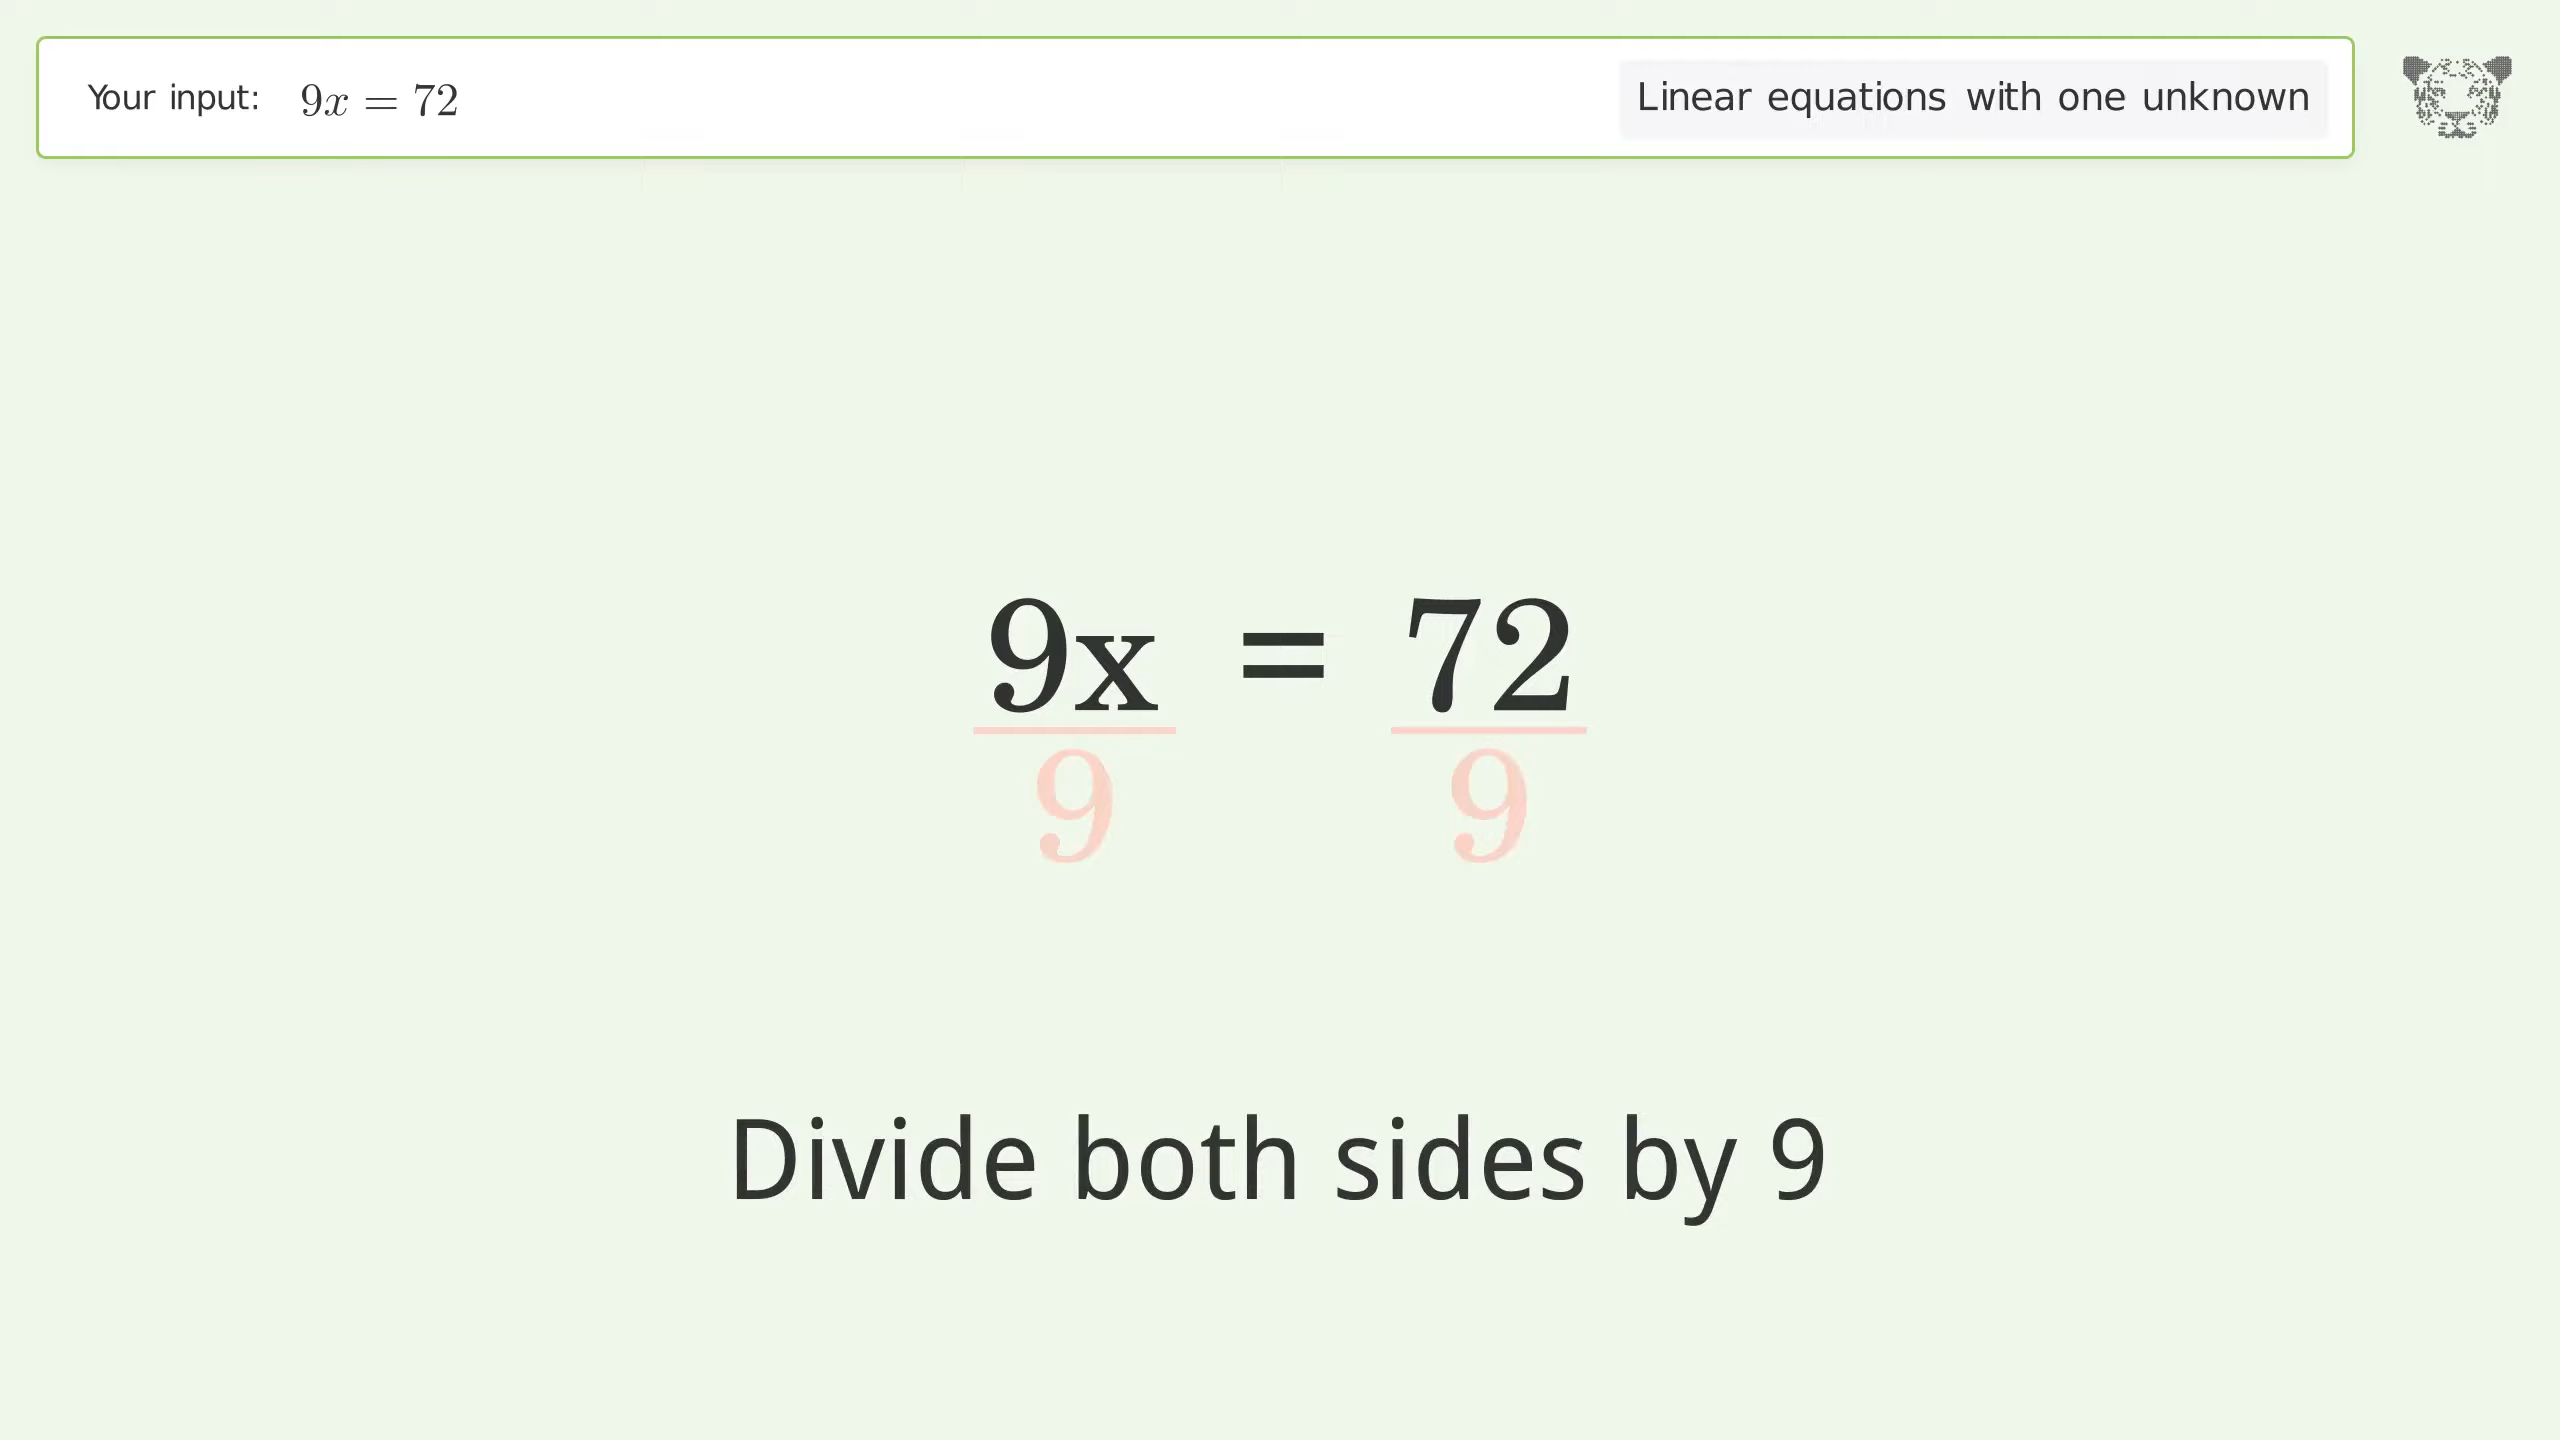 Your input: 9x = 72
Linear equations with one unknown
9x = 72
9 9
Divide both sides by 9